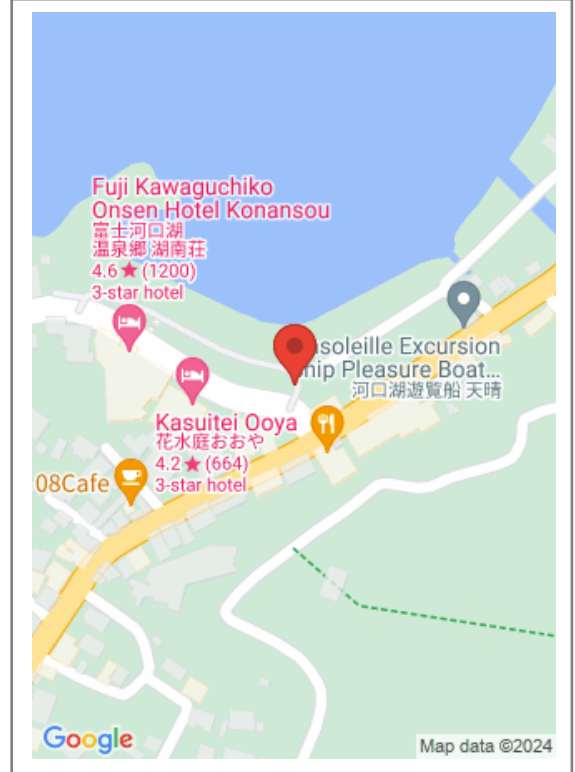 Fuji Kawaguchiko
Onsen Hotel Konansou
富士河口湖
温泉郷 湖南荘
4.6★(1200)
3-star hotel
Excursion
Pleasure Boat...
河口湖遊覧船 天晴
Kasuitei Ooya
花水庭おおや
4.2★(664)
3-star hotel
08Cafe
Google
Map data ©2024